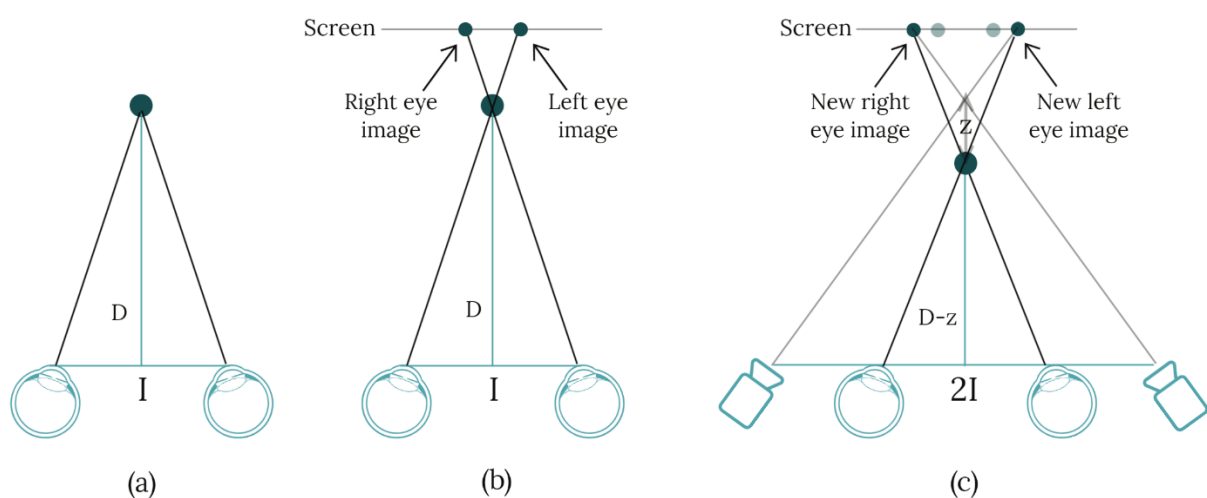 D
I
(a)
Screen
Right eye
image
Left eye
image
D
I
(b)
Screen
New right
eye image
New left
eye image
z
D-z
2I
(c)